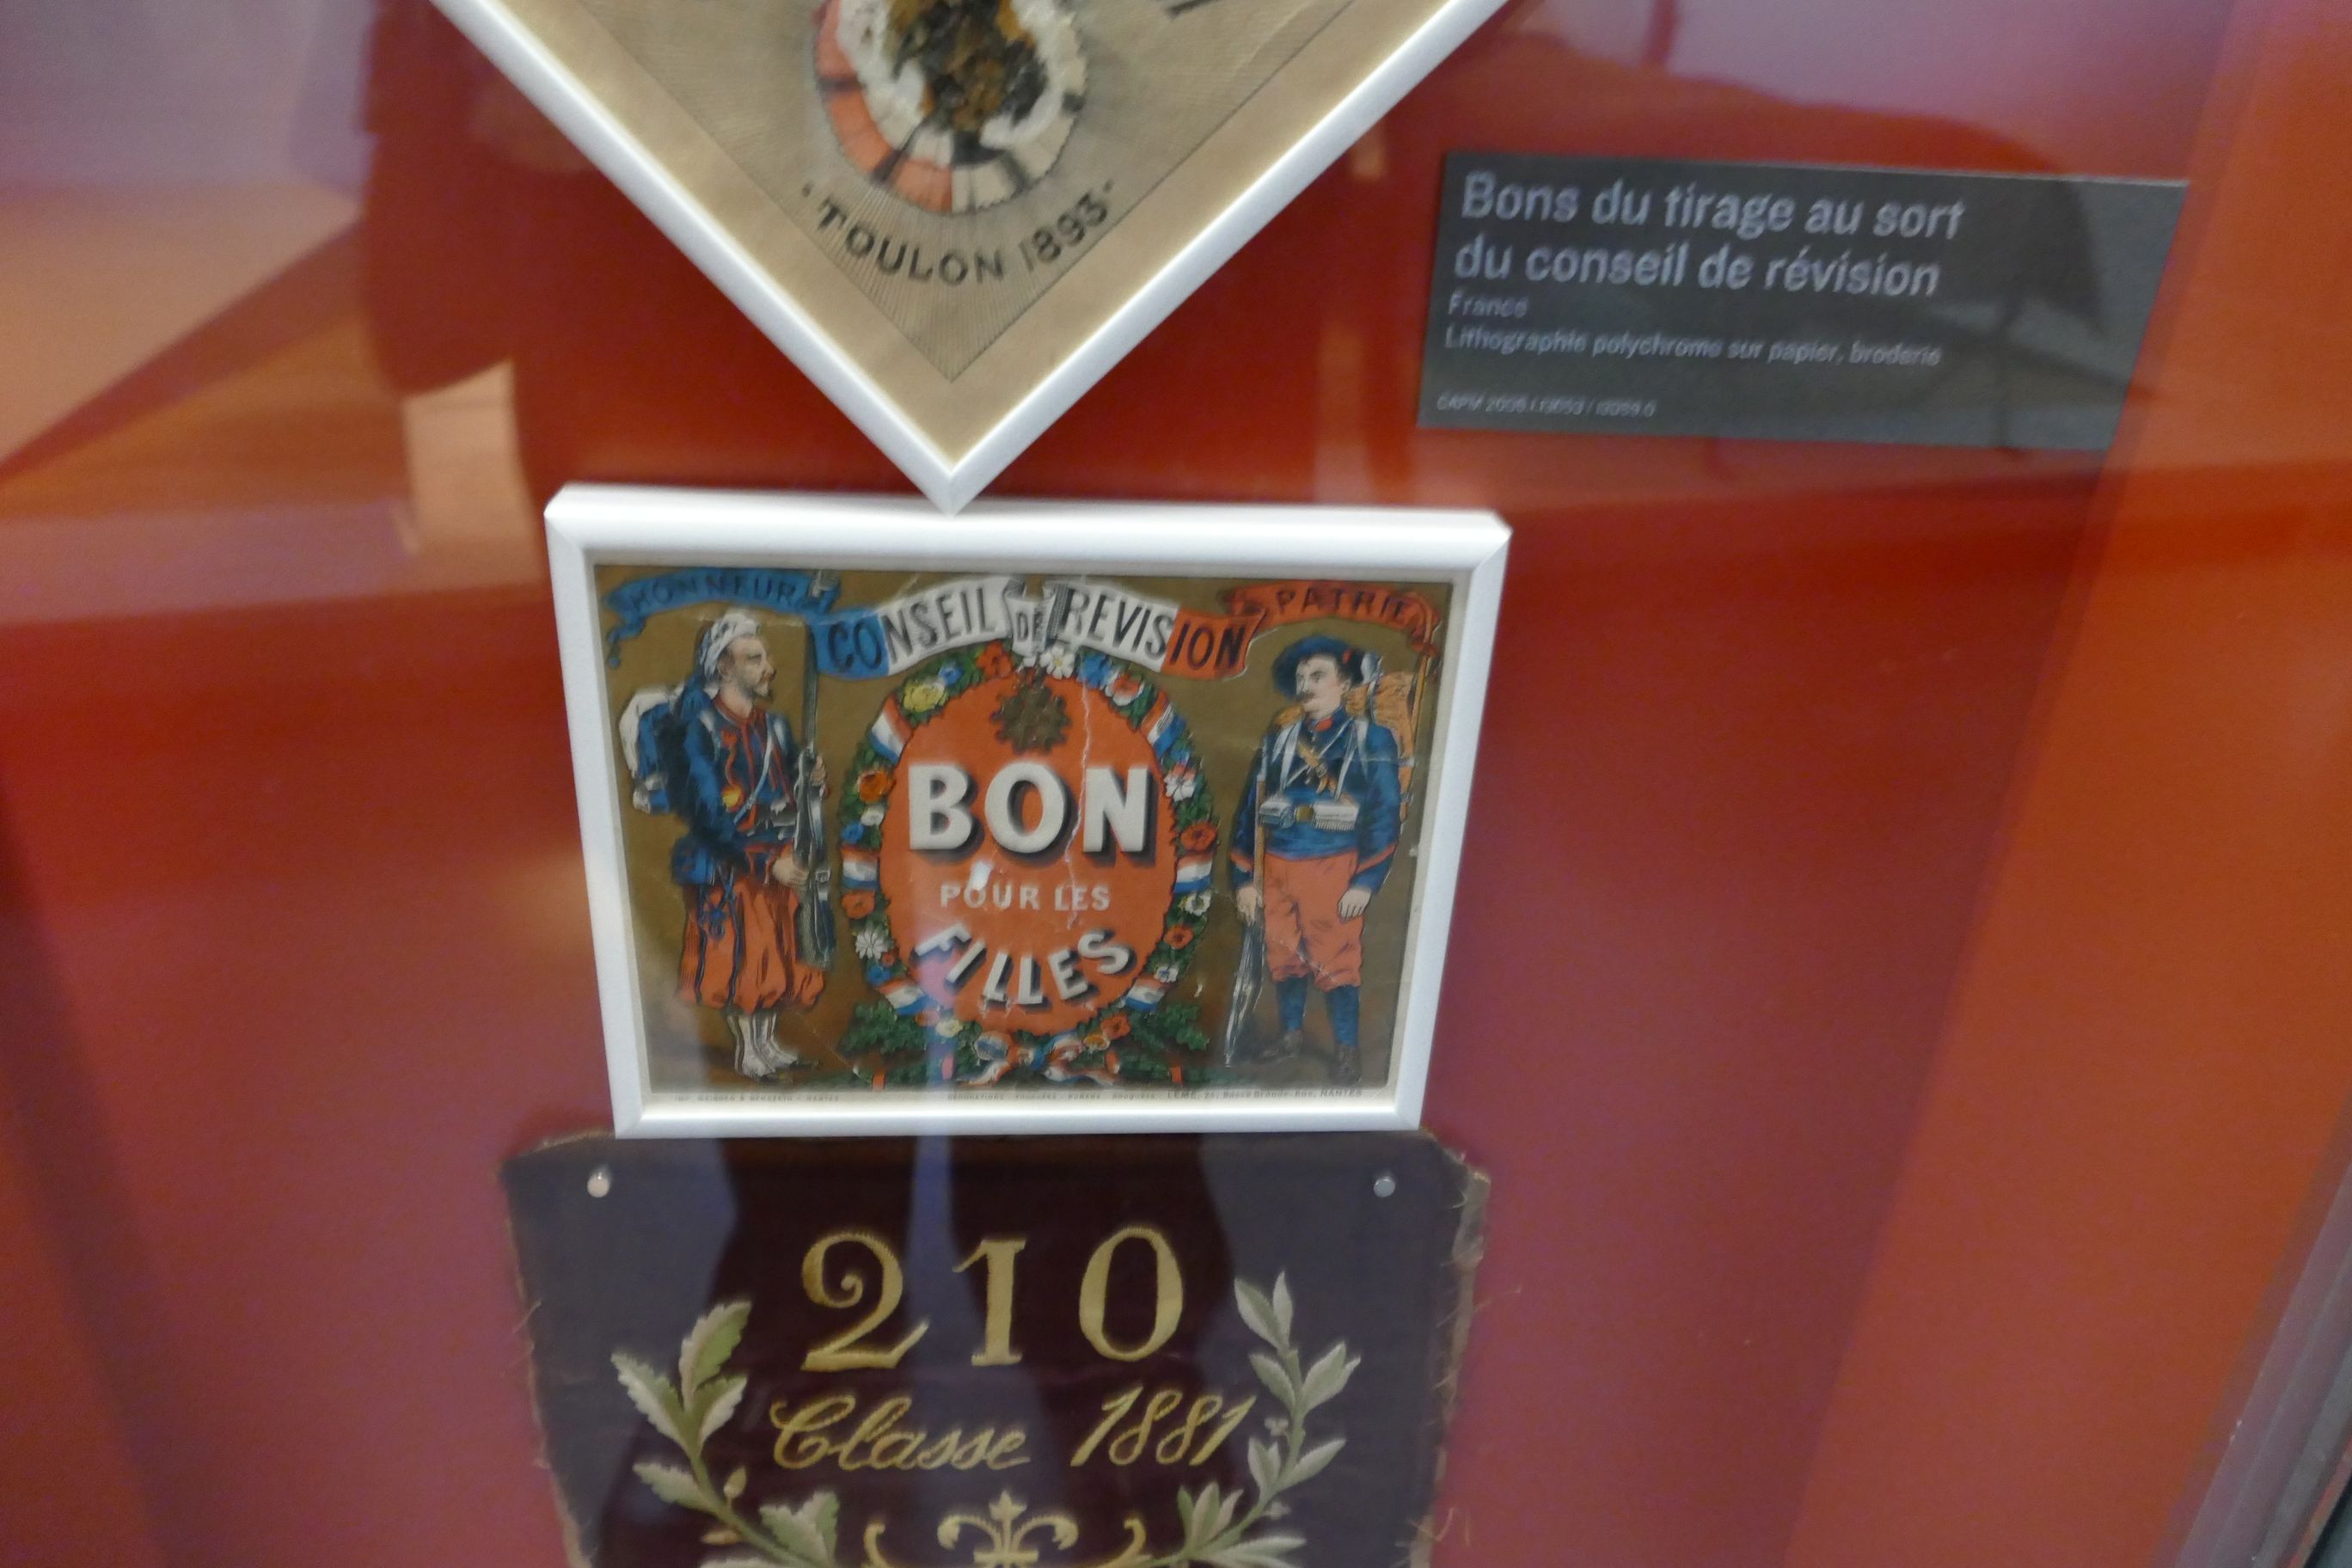 · TOULON 1893 ·
Bons du tirage au sort
du conseil de révision
France
Lithographie polychrome sur papier, broderie
HONNEUR
CONSEIL DE REVISION
PATRIE
BON
POUR LES
FILLES
NANTES
210
Classe 1881